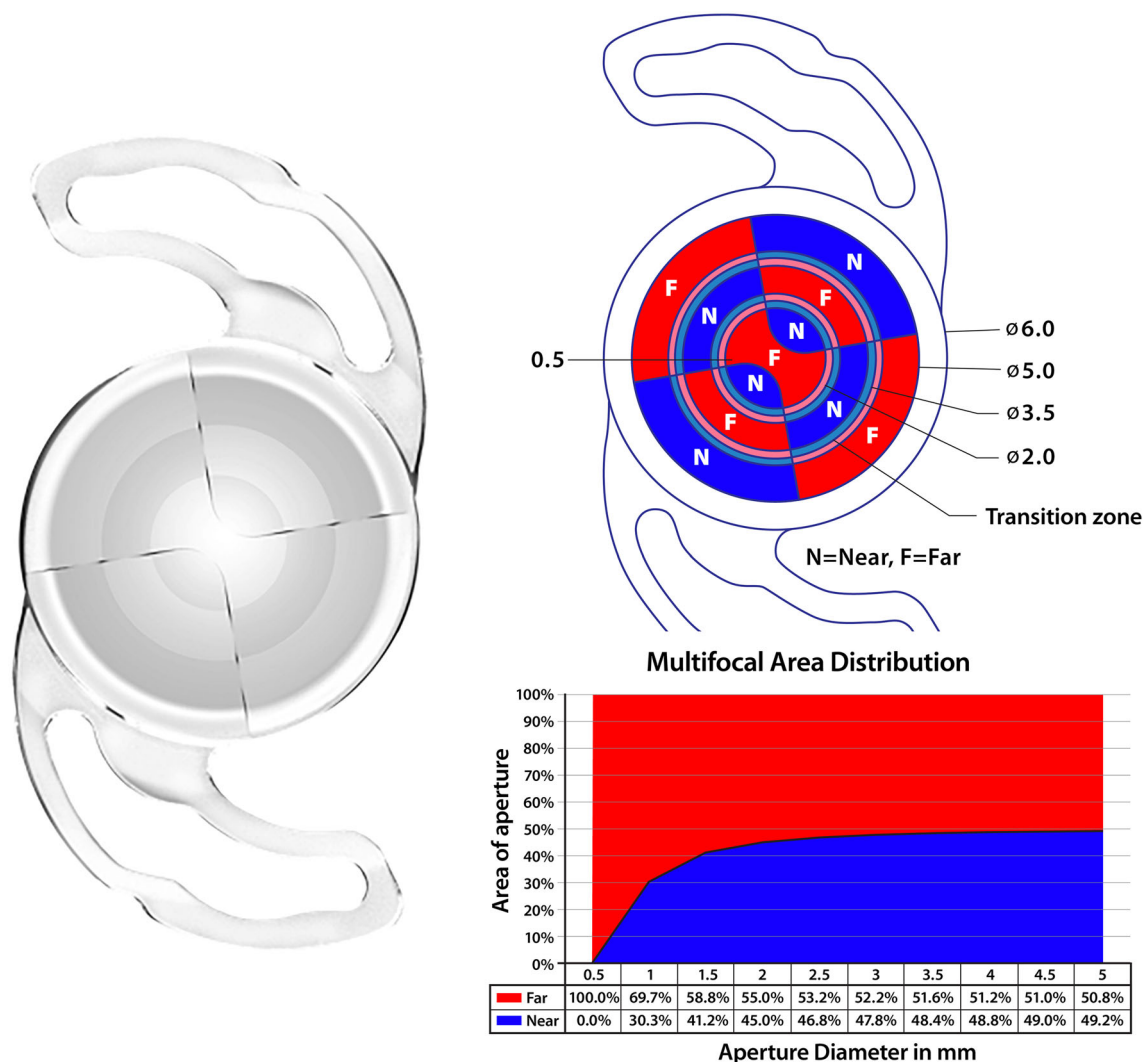 N
F
N
F
N
F
N
F
N
F
N
0.5
ø6.0
ø5.0
ø3.5
ø2.0
Transition zone
N=Near, F=Far
Multifocal Area Distribution
Area of aperture
100%
90%
80%
70%
60%
50%
40%
30%
20%
10%
0%
0.5 1 1.5 2 2.5 3 3.5 4 4.5 5
Far 100.0% 69.7% 58.8% 55.0% 53.2% 52.2% 51.6% 51.2% 51.0% 50.8%
Near 0.0% 30.3% 41.2% 45.0% 46.8% 47.8% 48.4% 48.8% 49.0% 49.2%
Aperture Diameter in mm